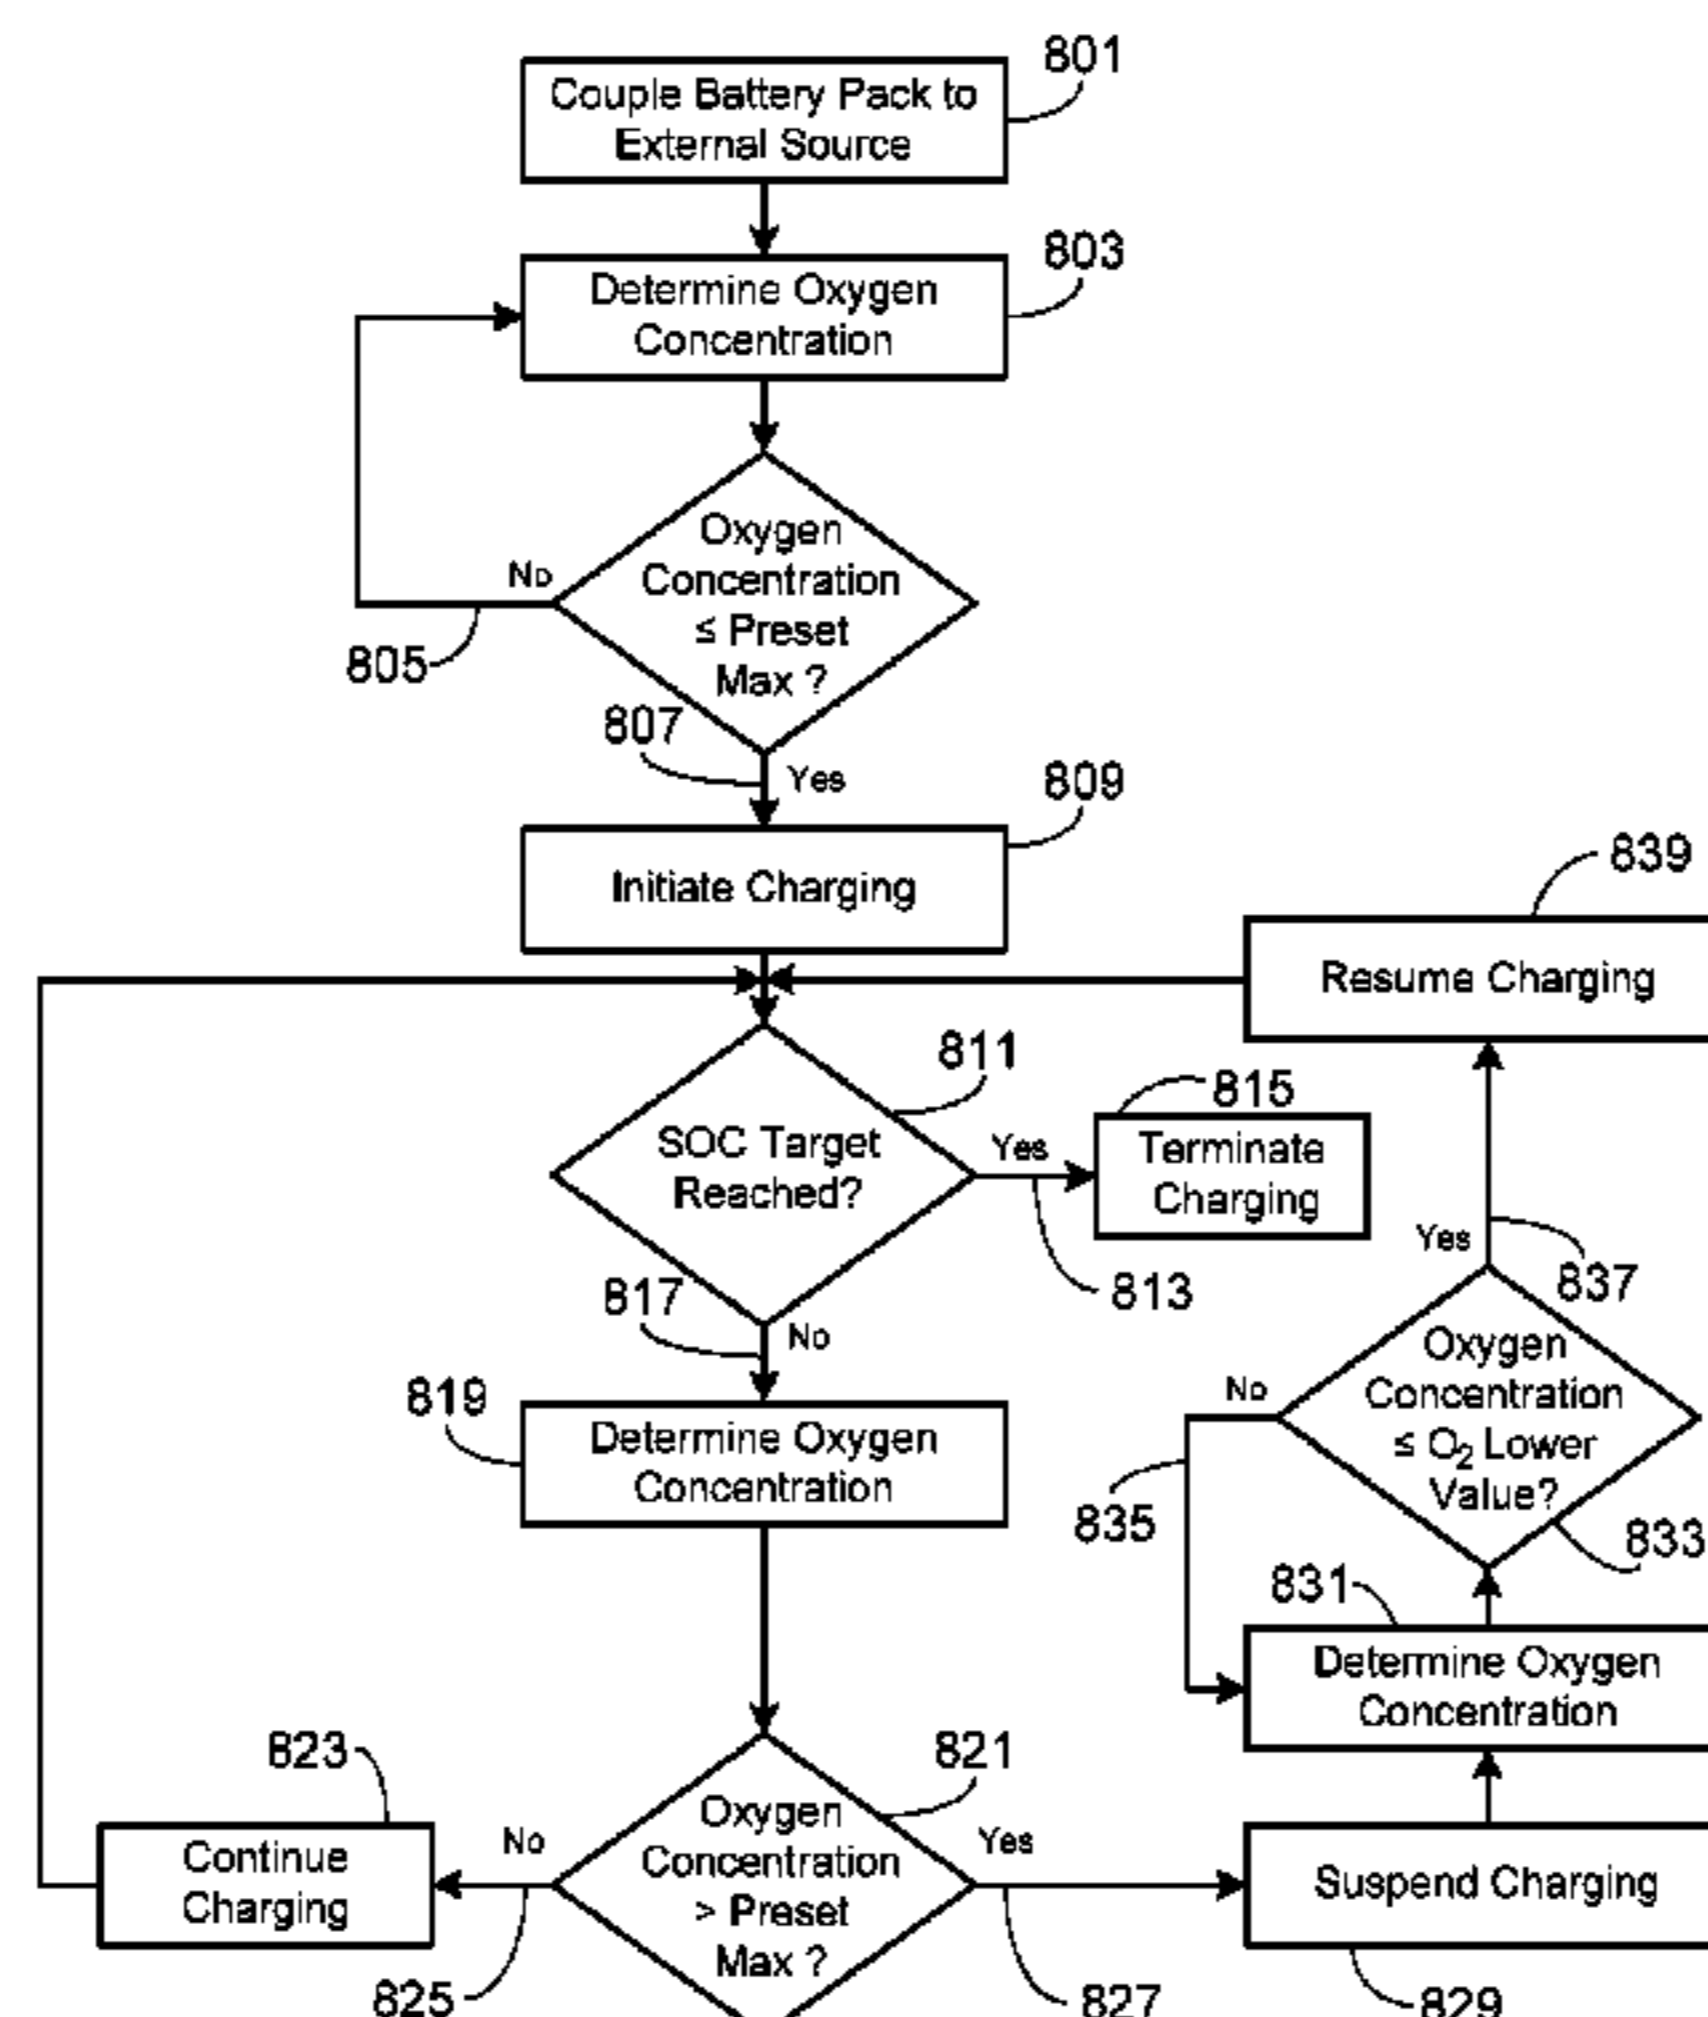 801
Couple Battery Pack to
External Source
803
Determine Oxygen
Concentration
Oxygen
Concentration
≤ Preset
Max ?
No
805
807
Yes
809
Initiate Charging
839
Resume Charging
811
SOC Target
Reached?
Yes
815
Terminate
Charging
813
817
No
Yes
837
Oxygen
Concentration
≤ O₂ Lower
Value?
No
835
833
819
Determine Oxygen
Concentration
831
Determine Oxygen
Concentration
823
Continue
Charging
No
825
821
Oxygen
Concentration
> Preset
Max ?
Yes
827
Suspend Charging
829